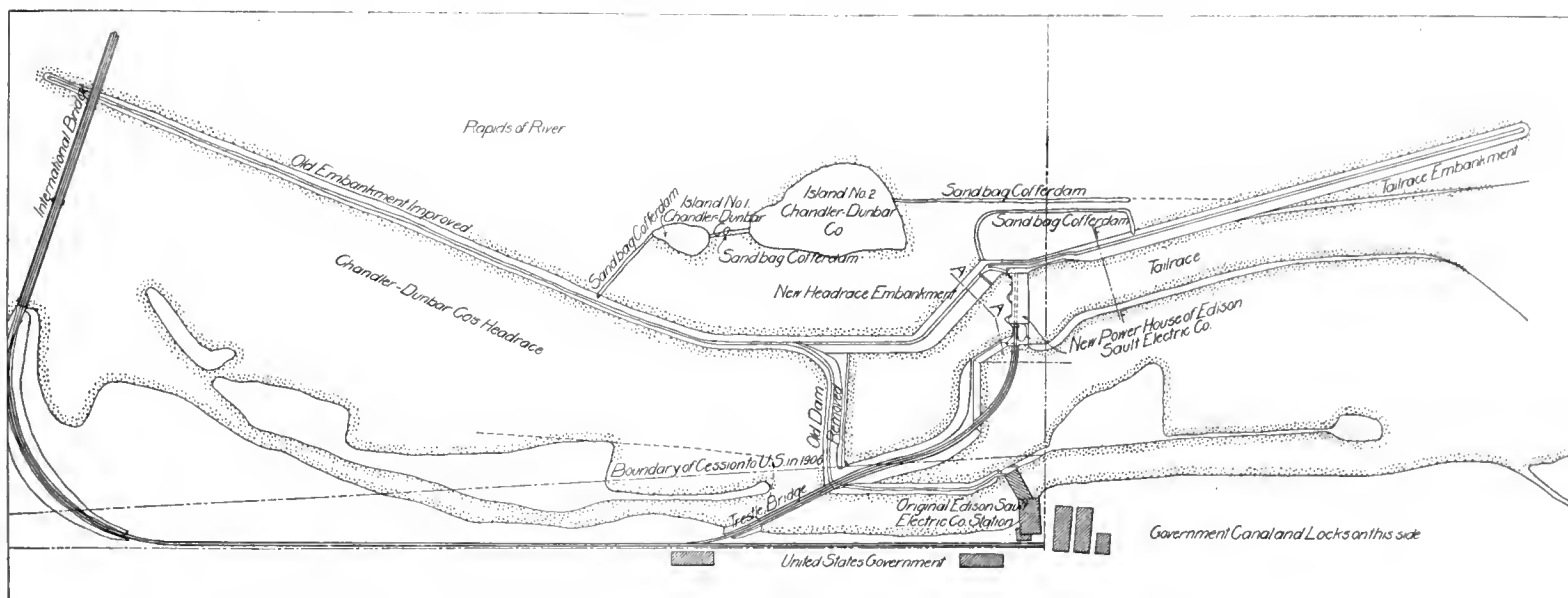 International Bridge
Rapids of River
Old Embankment Improved
Chandler-Dunbar Co's Headrace
Sandbag Cofferdam
Island No.1.
Chandler-Dunbar
Co
Sandbag Cofferdam
Island No.2
Chandler-Dunbar
Co
Sandbag Cofferdam
Sandbag Cofferdam
Tailrace Embankment
Tailrace
New Headrace Embankment
A
A
New Power House of Edison
Sault Electric Co.
Old Dam
Removed
Boundary of Cession to U.S. in 1906
Trestle Bridge
Original Edison Sault
Electric Co. Station
Government Canal and Locks on this side
United States Government